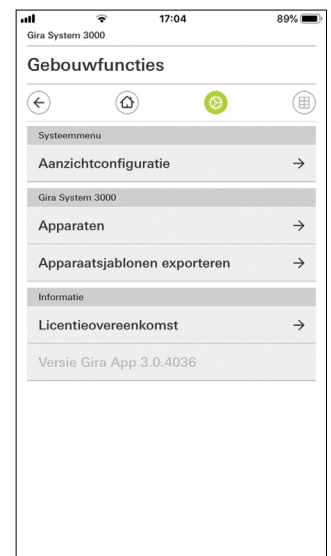 17:04
89%
Gira System 3000
Gebouwfuncties
Systeemmenu
Aanzichtconfiguratie
Gira System 3000
Apparaten
Apparaatsjablonen exporteren
Informatie
Licentieovereenkomst
Versie Gira App 3.0.4036